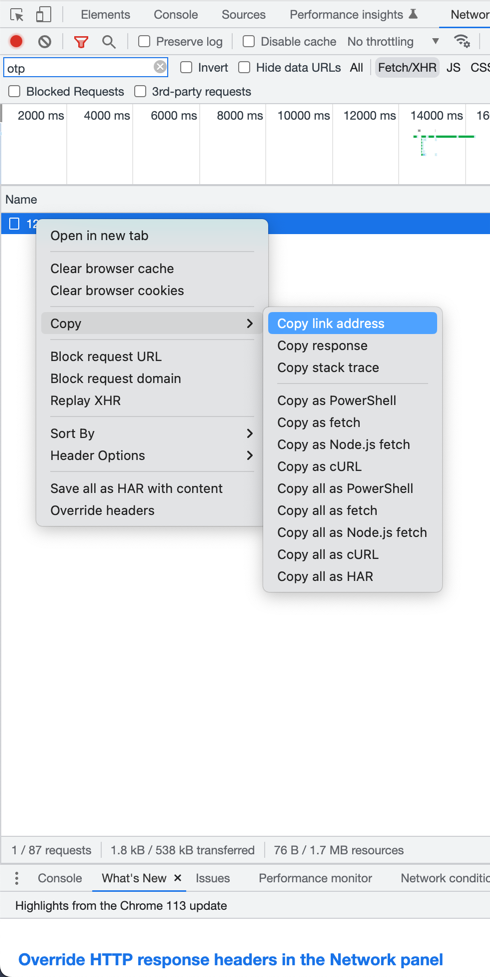 Elements Console Sources Performance insights Networ
Preserve log Disable cache No throttling
otp Invert Hide data URLs All Fetch/XHR JS CSS
Blocked Requests 3rd-party requests
2000 ms 4000 ms 6000 ms 8000 ms 10000 ms 12000 ms 14000 ms 16
Name
12
Open in new tab
Clear browser cache
Clear browser cookies
Copy
Block request URL
Block request domain
Replay XHR
Sort By
Header Options
Save all as HAR with content
Override headers
Copy link address
Copy response
Copy stack trace
Copy as PowerShell
Copy as fetch
Copy as Node.js fetch
Copy as cURL
Copy all as PowerShell
Copy all as fetch
Copy all as Node.js fetch
Copy all as cURL
Copy all as HAR
1 / 87 requests 1.8 kB / 538 kB transferred 76 B / 1.7 MB resources
Console What's New Issues Performance monitor Network conditio
Highlights from the Chrome 113 update
Override HTTP response headers in the Network panel